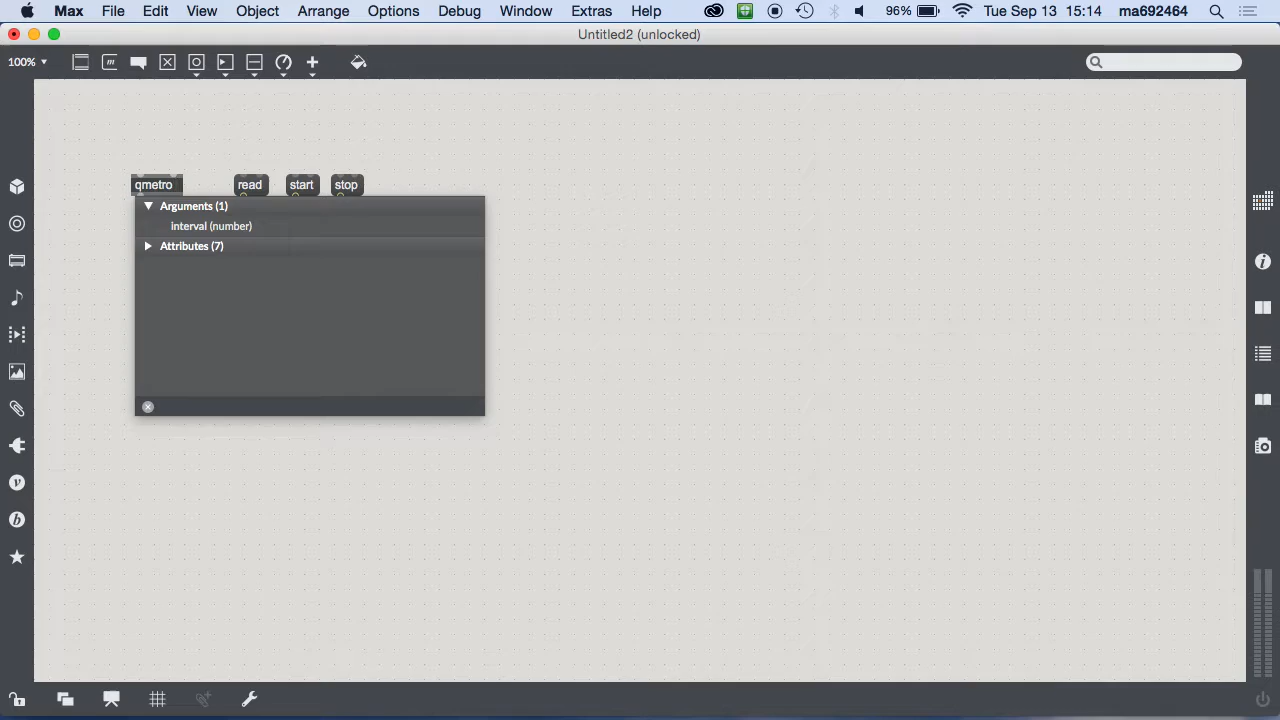 Max File Edit View Object Arrange Options Debug Window Extras Help 96% Tue Sep 13 15:14 ma692464
Untitled2 (unlocked)
100%
qmetro read start stop
Arguments (1)
interval (number)
Attributes (7)